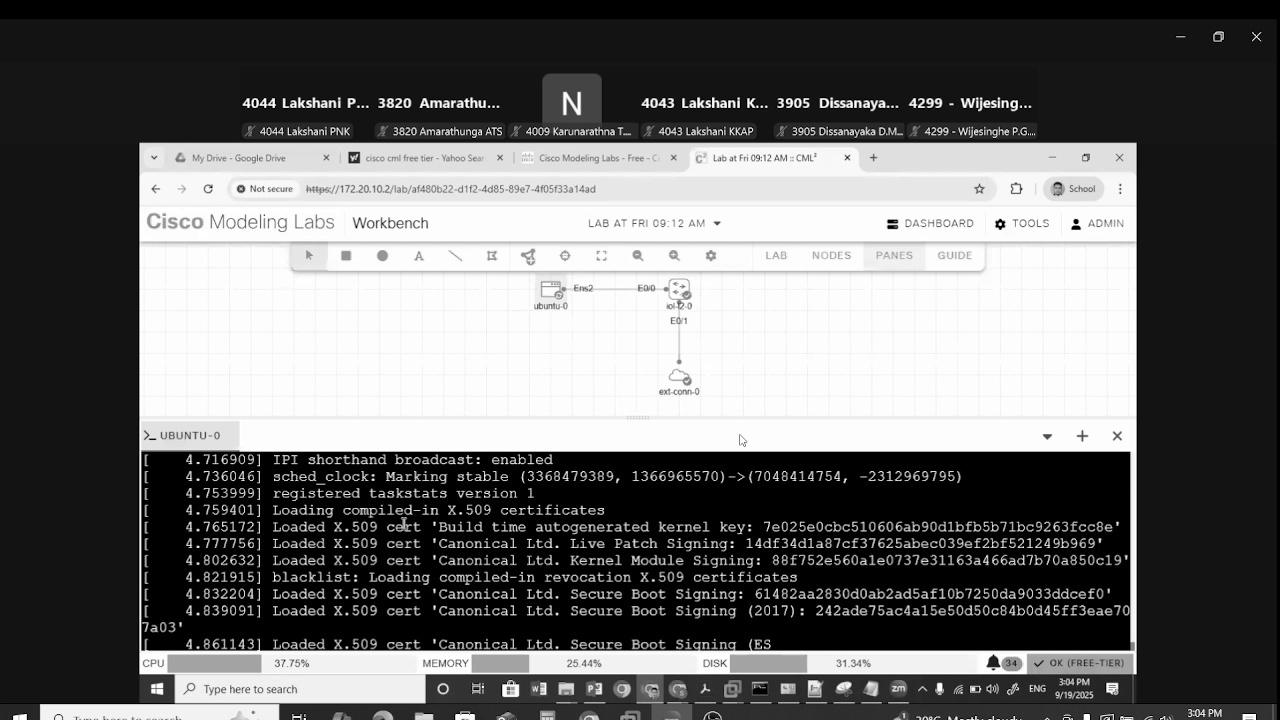 4044 Lakshani P... 3820 Amarathu... N 4043 Lakshani K... 3905 Dissanaya... 4299 - Wijesing...
4044 Lakshani PNK 3820 Amarathunga ATS 4009 Karunarathna T... 4043 Lakshani KKAP 3905 Dissanayaka D.M... 4299 - Wijesinghe P.G....
My Drive - Google Drive cisco cml free tier - Yahoo Sear Cisco Modeling Labs - Free - C Lab at Fri 09:12 AM :: CML²
Not secure https://172.20.10.2/lab/af480b22-d1f2-4d85-89e7-4f05f33a14ad School
Cisco Modeling Labs Workbench LAB AT FRI 09:12 AM DASHBOARD TOOLS ADMIN
A LAB NODES PANES GUIDE
Ens2 E0/0
ubuntu-0 iol-l2-0
E0/1
ext-conn-0
UBUNTU-0
[ 4.716909] IPI shorthand broadcast: enabled
[ 4.736046] sched_clock: Marking stable (3368479389, 1366965570)->(7048414754, -2312969795)
[ 4.753999] registered taskstats version 1
[ 4.759401] Loading compiled-in X.509 certificates
[ 4.765172] Loaded X.509 cert 'Build time autogenerated kernel key: 7e025e0cbc510606ab90d1bfb5b71bc9263fcc8e'
[ 4.777756] Loaded X.509 cert 'Canonical Ltd. Live Patch Signing: 14df34d1a87cf37625abec039ef2bf521249b969'
[ 4.802632] Loaded X.509 cert 'Canonical Ltd. Kernel Module Signing: 88f752e560a1e0737e31163a466ad7b70a850c19'
[ 4.821915] blacklist: Loading compiled-in revocation X.509 certificates
[ 4.832204] Loaded X.509 cert 'Canonical Ltd. Secure Boot Signing: 61482aa2830d0ab2ad5af10b7250da9033ddcef0'
[ 4.839091] Loaded X.509 cert 'Canonical Ltd. Secure Boot Signing (2017): 242ade75ac4a15e50d50c84b0d45ff3eae70
7a03'
[ 4.861143] Loaded X.509 cert 'Canonical Ltd. Secure Boot Signing (ES
CPU 37.75% MEMORY 25.44% DISK 31.34% 34 OK (FREE-TIER)
Type here to search ENG 3:04 PM
9/19/2025
Type here to search Mostly cloudy 3:04 PM